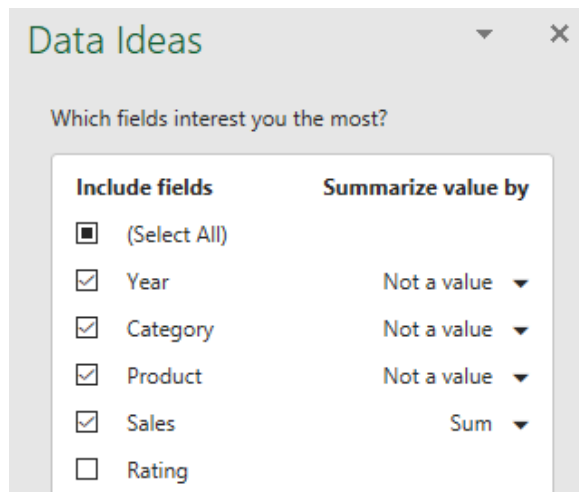 Data Ideas
Which fields interest you the most?
Include fields Summarize value by
(Select All)
Year Not a value
Category Not a value
Product Not a value
Sales Sum
Rating